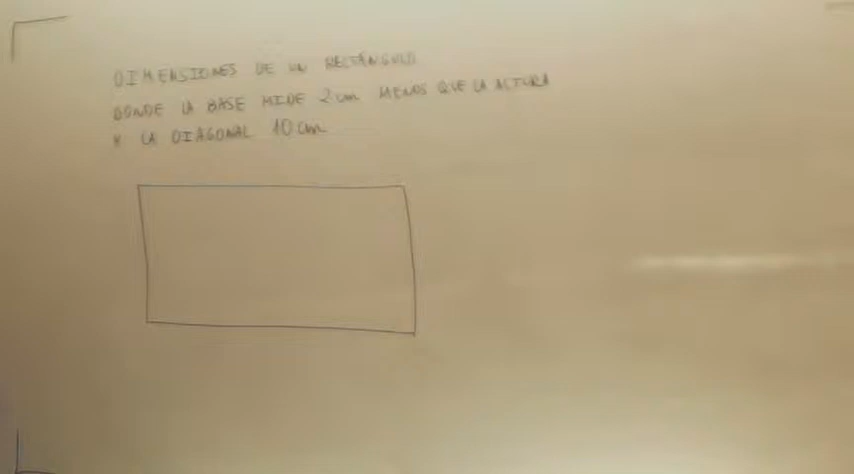 DIMENSIONES DE UN RECTÁNGULO
DONDE LA BASE MIDE 2 cm MENOS QUE LA ALTURA
Y LA DIAGONAL 10 cm